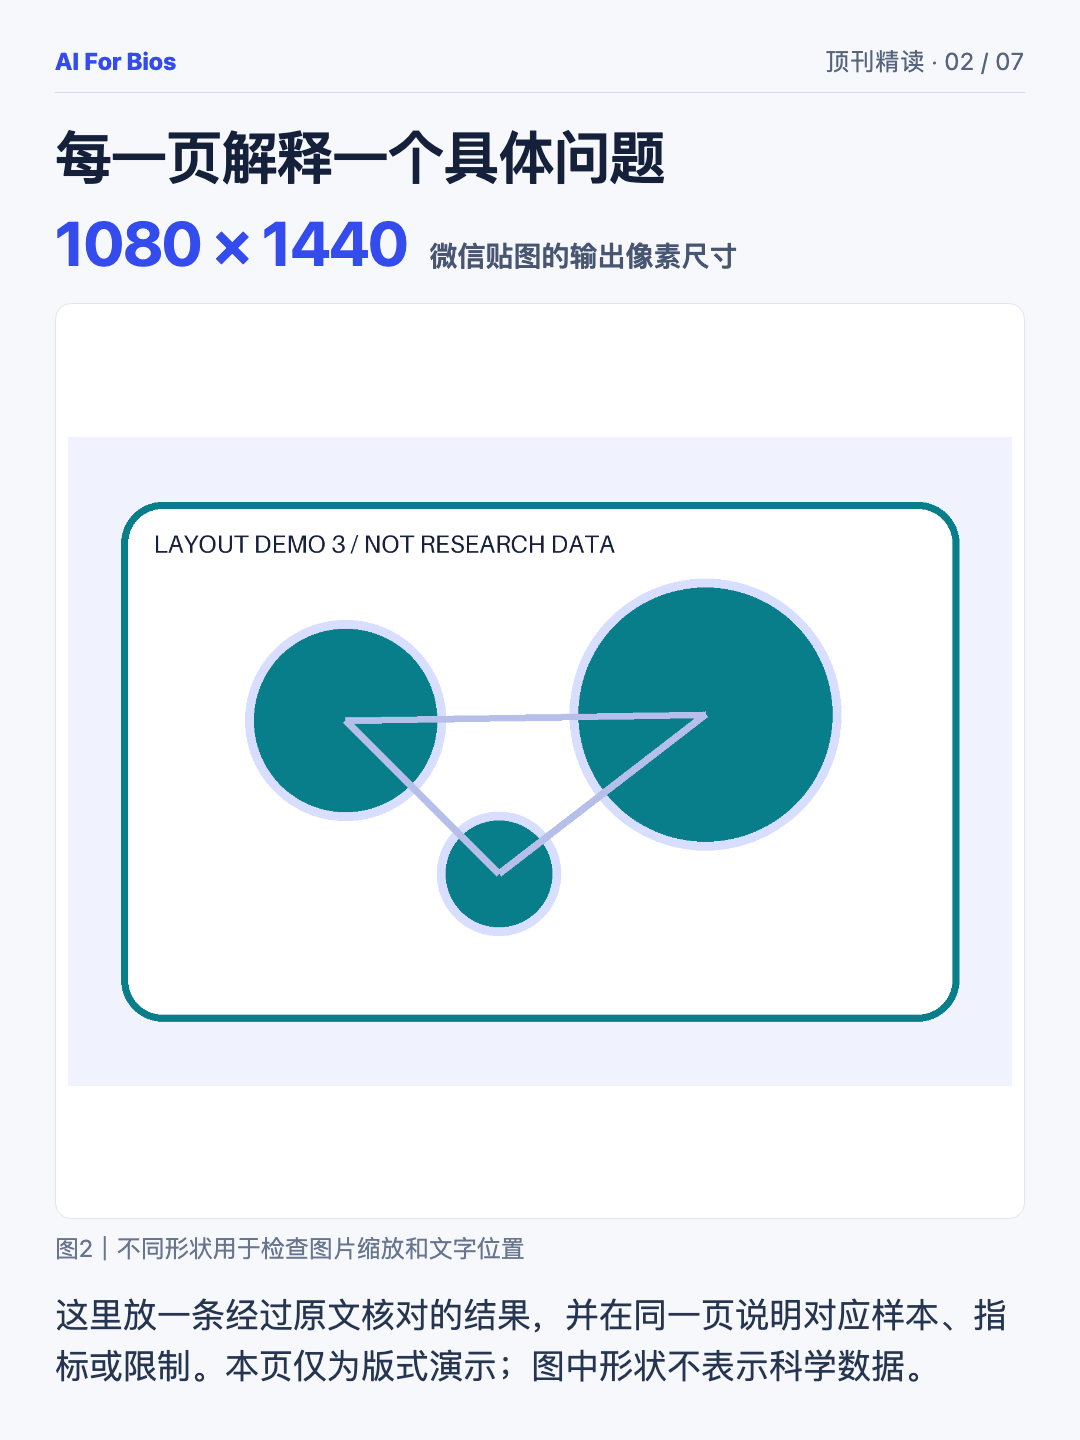 AI For Bios
顶刊精读 · 02 / 07
每一页解释一个具体问题
1080 × 1440 微信贴图的输出像素尺寸
LAYOUT DEMO 3 / NOT RESEARCH DATA
图2｜不同形状用于检查图片缩放和文字位置
这里放一条经过原文核对的结果，并在同一页说明对应样本、指
标或限制。本页仅为版式演示；图中形状不表示科学数据。